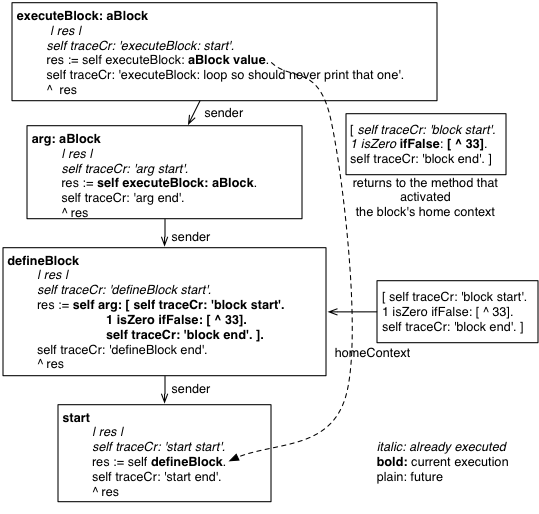 executeBlock: aBlock
| res |
self traceCr: 'executeBlock: start'.
res := self executeBlock: aBlock value.
self traceCr: 'executeBlock: loop so should never print that one'.
^ res
sender
arg: aBlock
| res |
self traceCr: 'arg start'.
res := self executeBlock: aBlock.
self traceCr: 'arg end'.
^ res
[ self traceCr: 'block start'.
1 isZero ifFalse: [ ^ 33].
self traceCr: 'block end'. ]
returns to the method that
activated
the block's home context
sender
defineBlock
| res |
self traceCr: 'defineBlock start'.
res := self arg: [ self traceCr: 'block start'.
1 isZero ifFalse: [ ^ 33].
self traceCr: 'block end'. ].
self traceCr: 'defineBlock end'.
^ res
[ self traceCr: 'block start'.
1 isZero ifFalse: [ ^ 33].
self traceCr: 'block end'. ]
homeContext
sender
start
| res |
self traceCr: 'start start'.
res := self defineBlock.
self traceCr: 'start end'.
^ res
italic: already executed
bold: current execution
plain: future